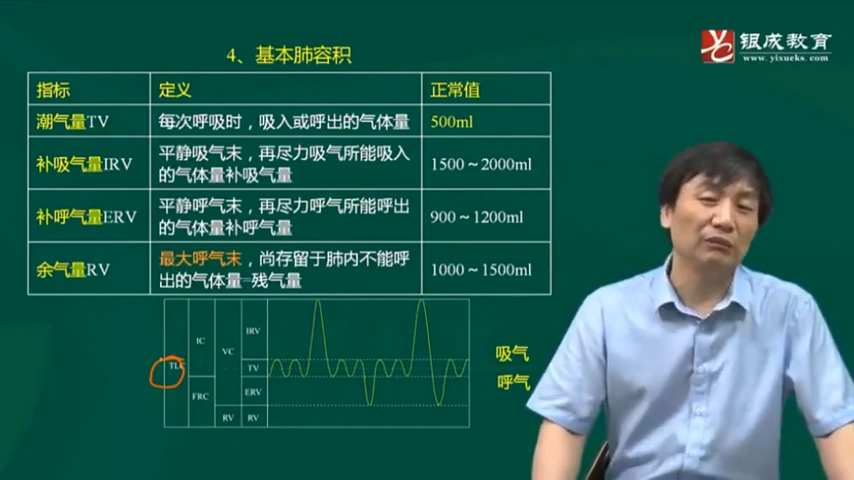 银成教育
www.yixueks.com
4、基本肺容积
指标 定义 正常值
潮气量TV 每次呼吸时，吸入或呼出的气体量 500ml
补吸气量IRV 平静吸气末，再尽力吸气所能吸入 1500～2000ml
的气体量补吸气量
补呼气量ERV 平静呼气末，再尽力呼气所能呼出 900～1200ml
的气体量补呼气量
余气量RV 最大呼气末，尚存留于肺内不能呼 1000～1500ml
出的气体量=残气量
IRV
IC
VC
TLC
TV
ERV
FRC
RV RV
吸气
呼气